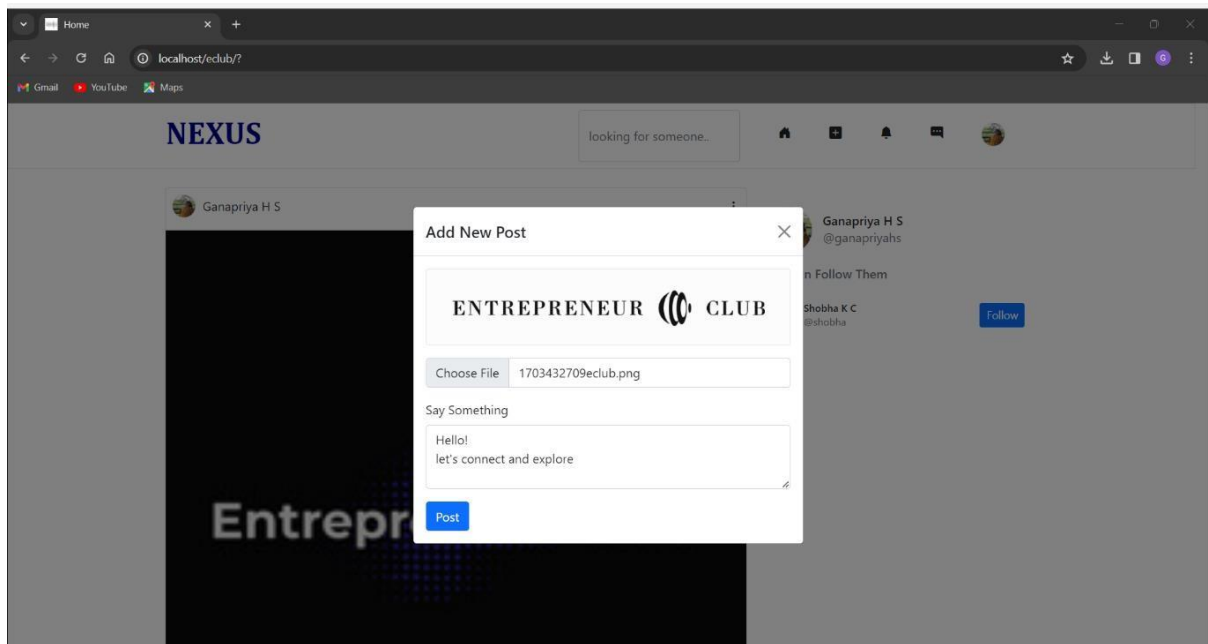 Home
localhost/eclub/?
G
Gmail YouTube Maps
NEXUS
looking for someone..
Ganapriya H S
Add New Post
ENTREPRENEUR CLUB
Choose File 1703432709eclub.png
Say Something
Hello!
let's connect and explore
Post
Entrepr
Ganapriya H S
@ganapriyahs
n Follow Them
Shobha K C
@shobha
Follow